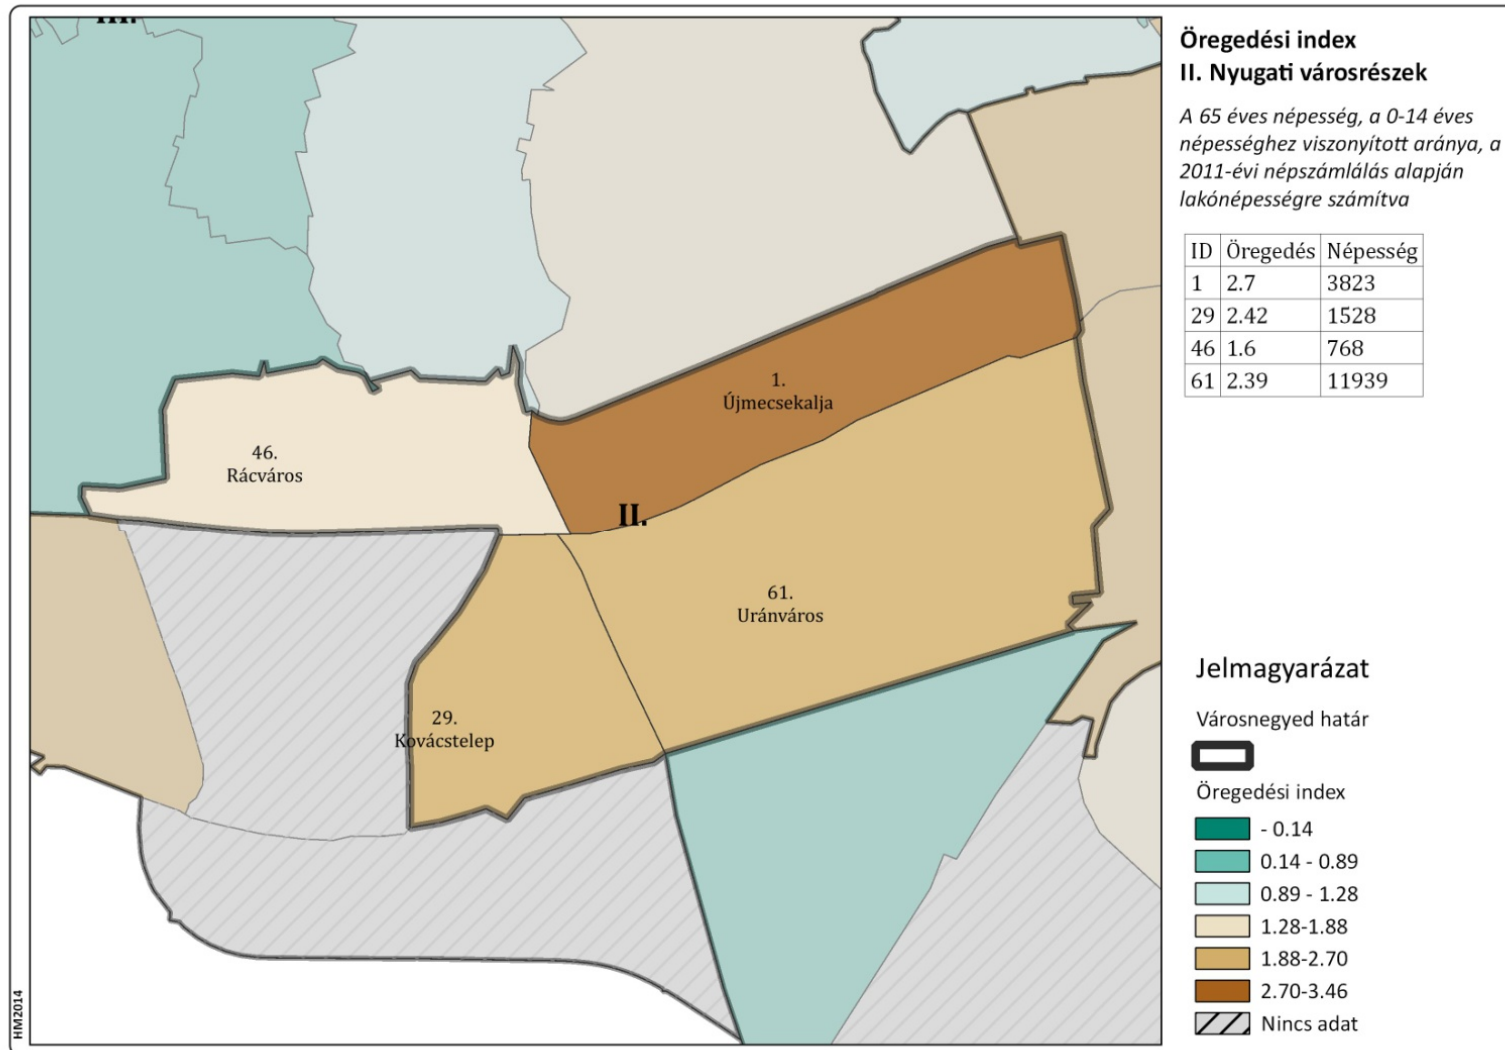 III.
Öregedési index
II. Nyugati városrészek
A 65 éves népesség, a 0-14 éves
népességhez viszonyított aránya, a
2011-évi népszámlálás alapján
lakónépességre számítva
ID Öregedés Népesség
1 2.7 3823
29 2.42 1528
46 1.6 768
61 2.39 11939
1.
Újmecsekalja
46.
Rácváros
II.
61.
Uránváros
29.
Kovácstelep
Jelmagyarázat
Városnegyed határ
Öregedési index
- 0.14
0.14 - 0.89
0.89 - 1.28
1.28-1.88
1.88-2.70
2.70-3.46
Nincs adat
HM2014